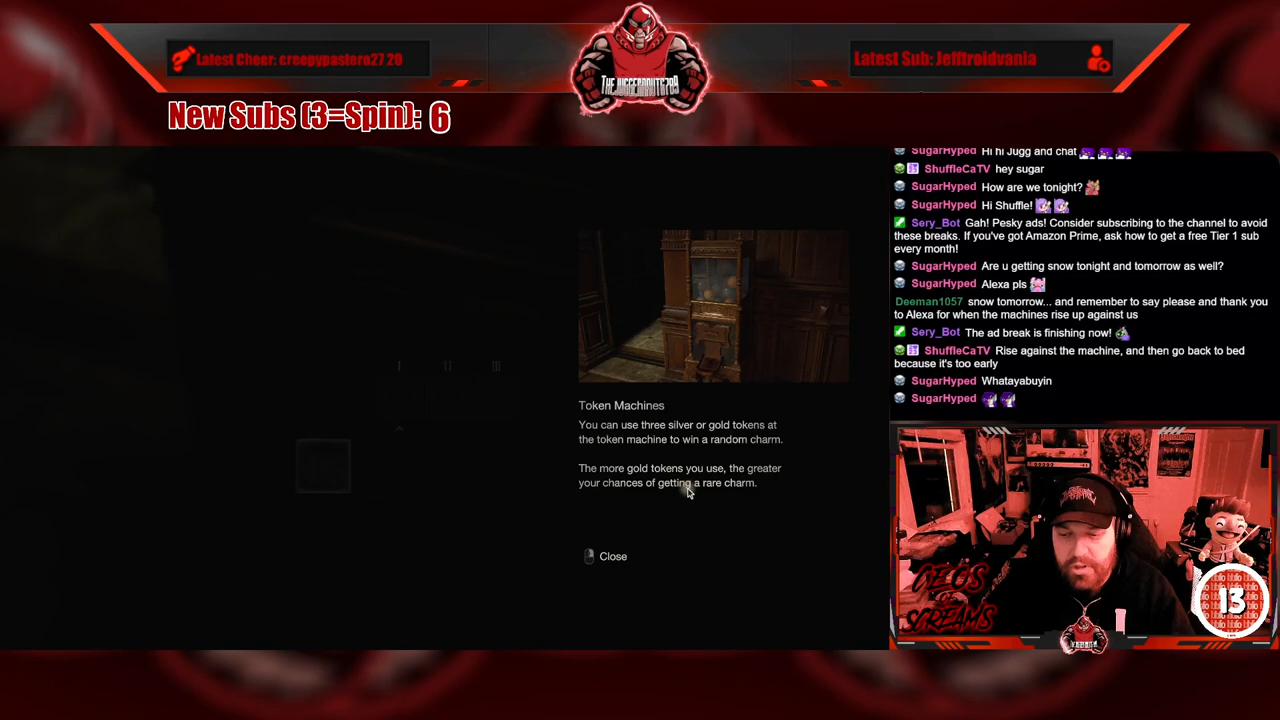 Latest Cheer: creepypastero27 20
THEJUGGERNAUT6789
Latest Sub: Jefftroidvania
New Subs (3=Spin): 6
SugarHyped Hi hi Jugg and chat
ShuffleCaTV hey sugar
SugarHyped How are we tonight?
SugarHyped Hi Shuffle!
Sery_Bot Gah! Pesky ads! Consider subscribing to the channel to avoid
these breaks. If you've got Amazon Prime, ask how to get a free Tier 1 sub
every month!
SugarHyped Are u getting snow tonight and tomorrow as well?
SugarHyped Alexa pls
Deeman1057 snow tomorrow... and remember to say please and thank you
to Alexa for when the machines rise up against us
Sery_Bot The ad break is finishing now!
ShuffleCaTV Rise against the machine, and then go back to bed
because it's too early
SugarHyped Whatayabuyin
SugarHyped
I II III
Token Machines
You can use three silver or gold tokens at
the token machine to win a random charm.
The more gold tokens you use, the greater
your chances of getting a rare charm.
Close
GEOS
SCREAMS
13